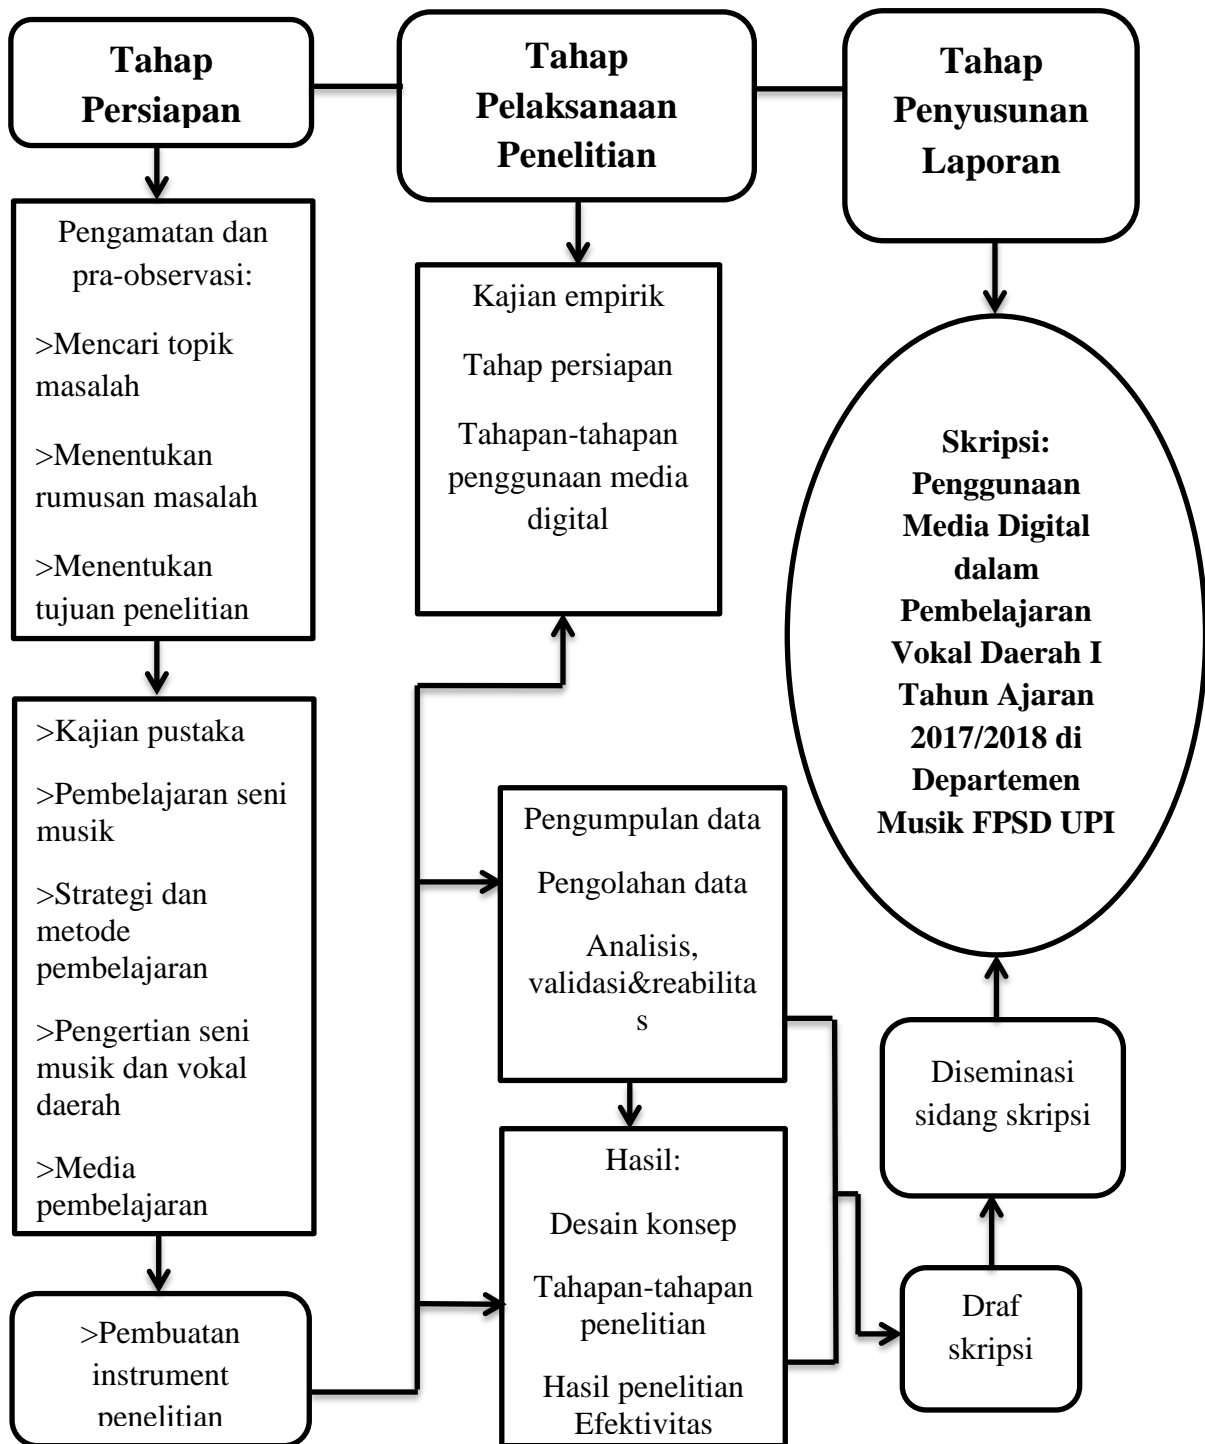 Tahap
Persiapan
Tahap
Pelaksanaan
Penelitian
Tahap
Penyusunan
Laporan
Pengamatan dan
pra-observasi:
>Mencari topik
masalah
>Menentukan
rumusan masalah
>Menentukan
tujuan penelitian
>Kajian pustaka
>Pembelajaran seni
musik
>Strategi dan
metode
pembelajaran
>Pengertian seni
musik dan vokal
daerah
>Media
pembelajaran
>Pembuatan
instrument
penelitian
Kajian empirik
Tahap persiapan
Tahapan-tahapan
penggunaan media
digital
Pengumpulan data
Pengolahan data
Analisis,
validasi&reabilita
s
Hasil:
Desain konsep
Tahapan-tahapan
penelitian
Hasil penelitian
Efektivitas
Skripsi:
Penggunaan
Media Digital
dalam
Pembelajaran
Vokal Daerah I
Tahun Ajaran
2017/2018 di
Departemen
Musik FPSD UPI
Diseminasi
sidang skripsi
Draf
skripsi